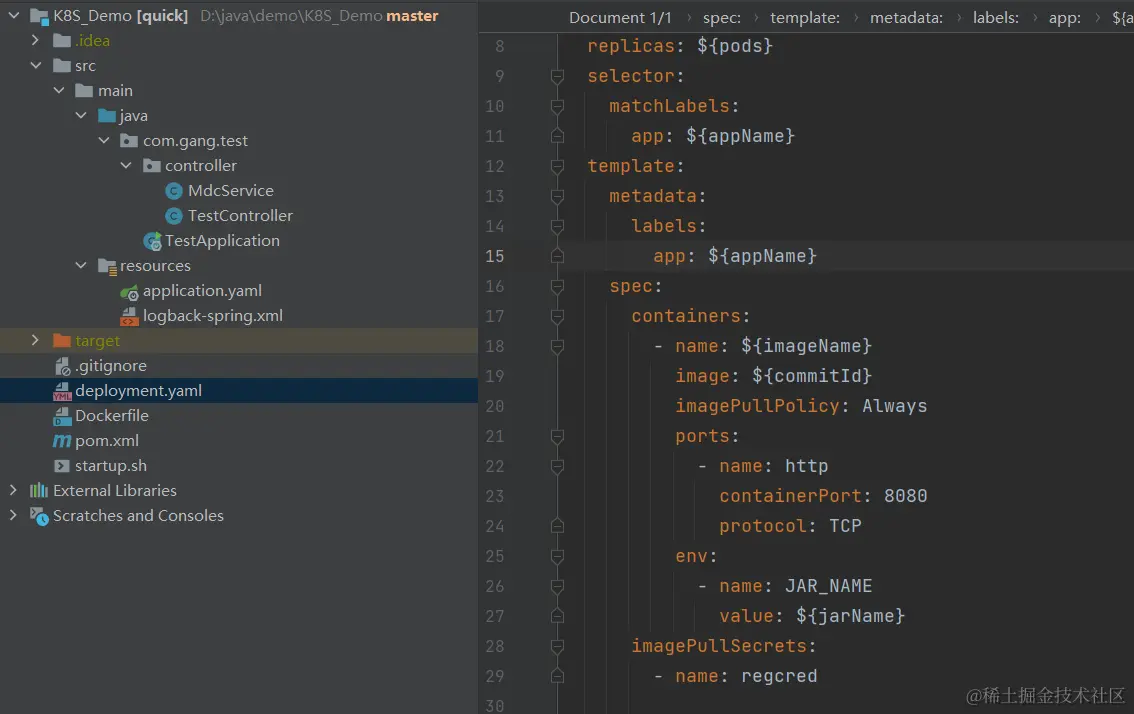 K8S_Demo [quick] D:\java\demo\K8S_Demo master
.idea
src
main
java
com.gang.test
controller
MdcService
TestController
TestApplication
resources
application.yaml
logback-spring.xml
target
.gitignore
deployment.yaml
Dockerfile
pom.xml
startup.sh
External Libraries
Scratches and Consoles
Document 1/1 › spec: › template: › metadata: › labels: › app: › ${a
8 replicas: ${pods}
9 selector:
10 matchLabels:
11 app: ${appName}
12 template:
13 metadata:
14 labels:
15 app: ${appName}
16 spec:
17 containers:
18 - name: ${imageName}
19 image: ${commitId}
20 imagePullPolicy: Always
21 ports:
22 - name: http
23 containerPort: 8080
24 protocol: TCP
25 env:
26 - name: JAR_NAME
27 value: ${jarName}
28 imagePullSecrets:
29 - name: regcred
30
@稀土掘金技术社区